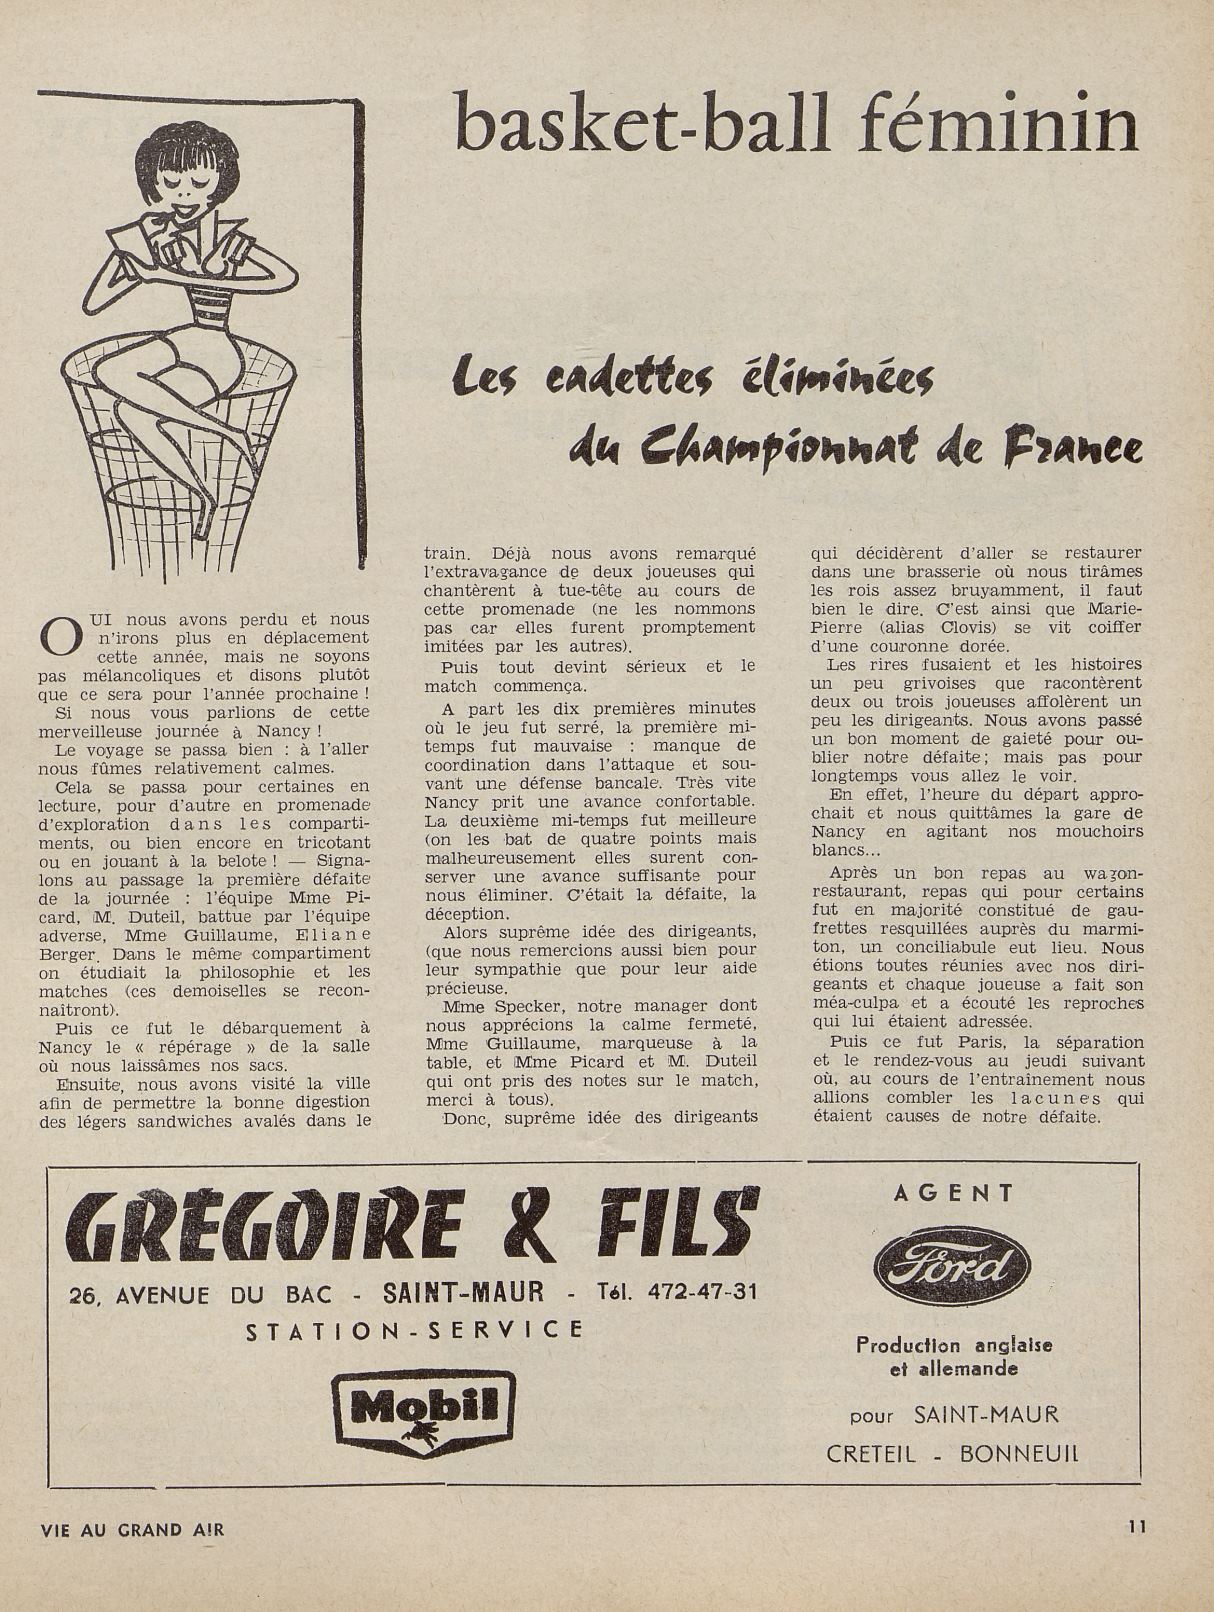 basket-ball féminin
Les cadettes éliminées
du Championnat de France
OUI nous avons perdu et nous
n'irons plus en déplacement
cette année, mais ne soyons
pas mélancoliques et disons plutôt
que ce sera pour l'année prochaine !
Si nous vous parlions de cette
merveilleuse journée à Nancy !
Le voyage se passa bien : à l'aller
nous fûmes relativement calmes.
Cela se passa pour certaines en
lecture, pour d'autre en promenade
d'exploration dans les comparti-
ments, ou bien encore en tricotant
ou en jouant à la belote ! — Signa-
lons au passage la première défaite
de la journée : l'équipe Mme Pi-
card, M. Duteil, battue par l'équipe
adverse, Mme Guillaume, Eliane
Berger. Dans le même compartiment
on étudiait la philosophie et les
matches (ces demoiselles se recon-
naîtront).
Puis ce fut le débarquement à
Nancy le « répérage » de la salle
où nous laissâmes nos sacs.
Ensuite, nous avons visité la ville
afin de permettre la bonne digestion
des légers sandwiches avalés dans le
train. Déjà nous avons remarqué
l'extravagance de deux joueuses qui
chantèrent à tue-tête au cours de
cette promenade (ne les nommons
pas car elles furent promptement
imitées par les autres).
Puis tout devint sérieux et le
match commença.
A part les dix premières minutes
où le jeu fut serré, la première mi-
temps fut mauvaise : manque de
coordination dans l'attaque et sou-
vant une défense bancale. Très vite
Nancy prit une avance confortable.
La deuxième mi-temps fut meilleure
(on les bat de quatre points mais
malheureusement elles surent con-
server une avance suffisante pour
nous éliminer. C'était la défaite, la
déception.
Alors suprême idée des dirigeants,
(que nous remercions aussi bien pour
leur sympathie que pour leur aide
précieuse.
Mme Specker, notre manager dont
nous apprécions la calme fermeté,
Mme Guillaume, marqueuse à la
table, et Mme Picard et M. Duteil
qui ont pris des notes sur le match,
merci à tous).
Donc, suprême idée des dirigeants
qui décidèrent d'aller se restaurer
dans une brasserie où nous tirâmes
les rois assez bruyamment, il faut
bien le dire. C'est ainsi que Marie-
Pierre (alias Clovis) se vit coiffer
d'une couronne dorée.
Les rires fusaient et les histoires
un peu grivoises que racontèrent
deux ou trois joueuses affolèrent un
peu les dirigeants. Nous avons passé
un bon moment de gaieté pour ou-
blier notre défaite; mais pas pour
longtemps vous allez le voir.
En effet, l'heure du départ appro-
chait et nous quittâmes la gare de
Nancy en agitant nos mouchoirs
blancs...
Après un bon repas au wagon-
restaurant, repas qui pour certains
fut en majorité constitué de gau-
frettes resquillées auprès du marmi-
ton, un conciliabule eut lieu. Nous
étions toutes réunies avec nos diri-
geants et chaque joueuse a fait son
méa-culpa et a écouté les reproches
qui lui étaient adressée.
Puis ce fut Paris, la séparation
et le rendez-vous au jeudi suivant
où, au cours de l'entraînement nous
allions combler les lacunes qui
étaient causes de notre défaite.
GRÉGOIRE & FILS
26, AVENUE DU BAC - SAINT-MAUR - Tél. 472-47-31
STATION-SERVICE
Mobil
AGENT
Ford
Production anglaise
et allemande
pour SAINT-MAUR
CRETEIL - BONNEUIL
VIE AU GRAND AIR
11